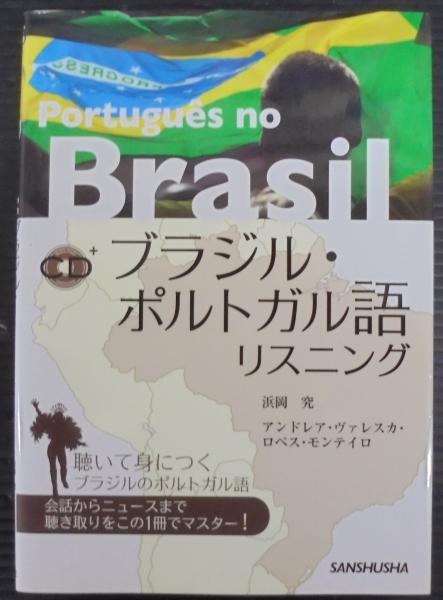 PROGRESSO
Português no
Brasil
CD+
ブラジル・
ポルトガル語
リスニング
浜岡 究
アンドレア・ヴァレスカ・
ロペス・モンテイロ
聴いて身につく
ブラジルのポルトガル語
会話からニュースまで
聴き取りをこの1冊でマスター!
SANSHUSHA